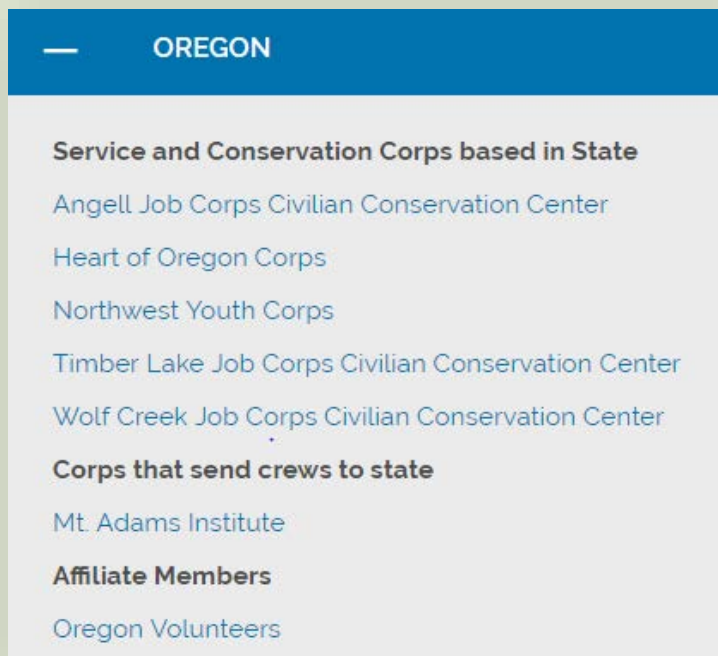 OREGON
Service and Conservation Corps based in State
Angell Job Corps Civilian Conservation Center
Heart of Oregon Corps
Northwest Youth Corps
Timber Lake Job Corps Civilian Conservation Center
Wolf Creek Job Corps Civilian Conservation Center
Corps that send crews to state
Mt. Adams Institute
Affiliate Members
Oregon Volunteers